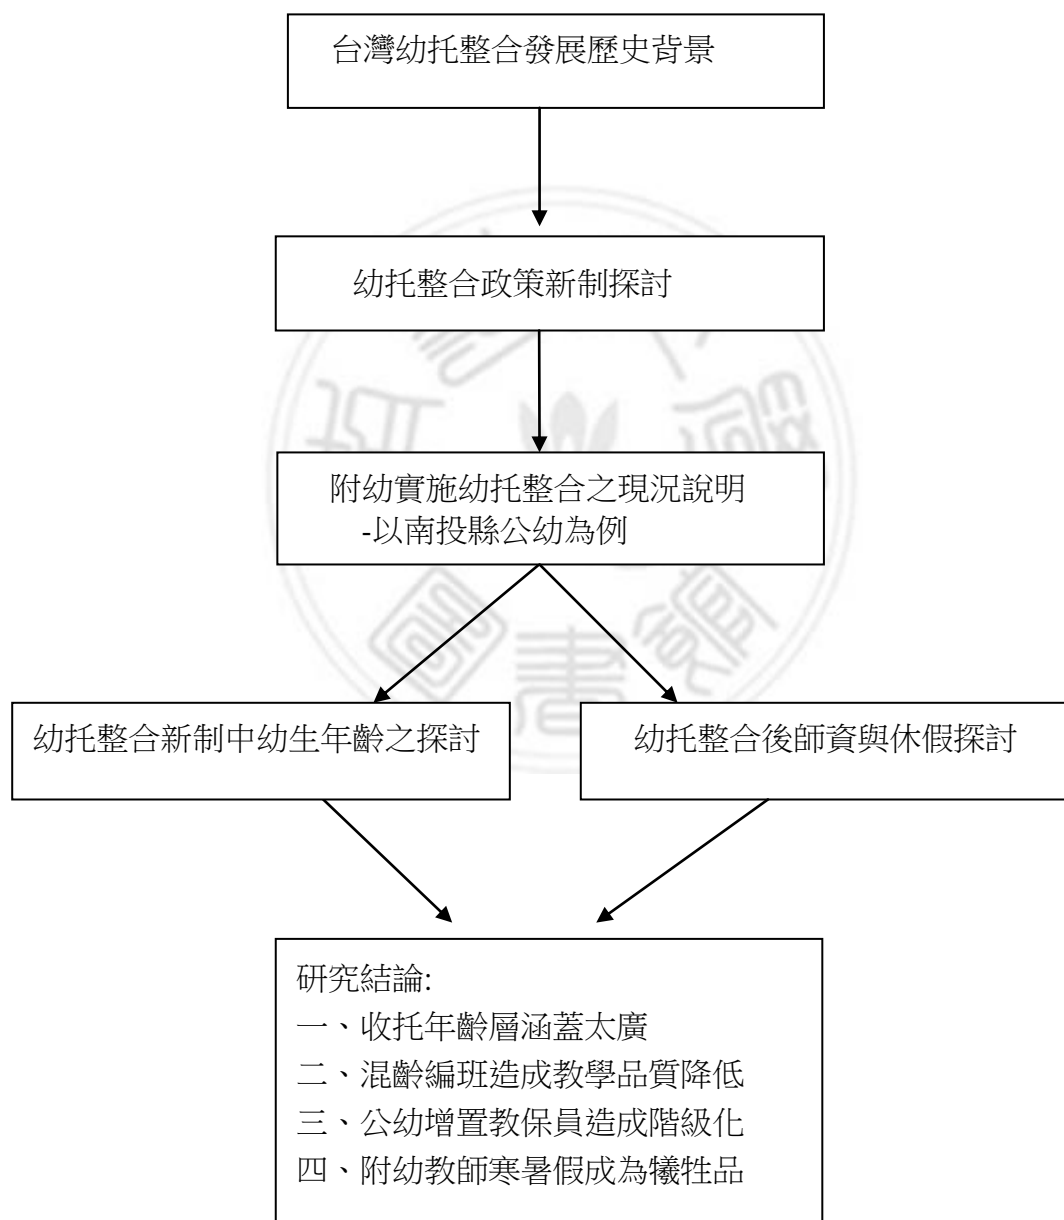 台灣幼托整合發展歷史背景
幼托整合政策新制探討
附幼實施幼托整合之現況說明
-以南投縣公幼為例
幼托整合新制中幼生年齡之探討
幼托整合後師資與休假探討
研究結論:
一、收托年齡層涵蓋太廣
二、混齡編班造成教學品質降低
三、公幼增置教保員造成階級化
四、附幼教師寒暑假成為犧牲品